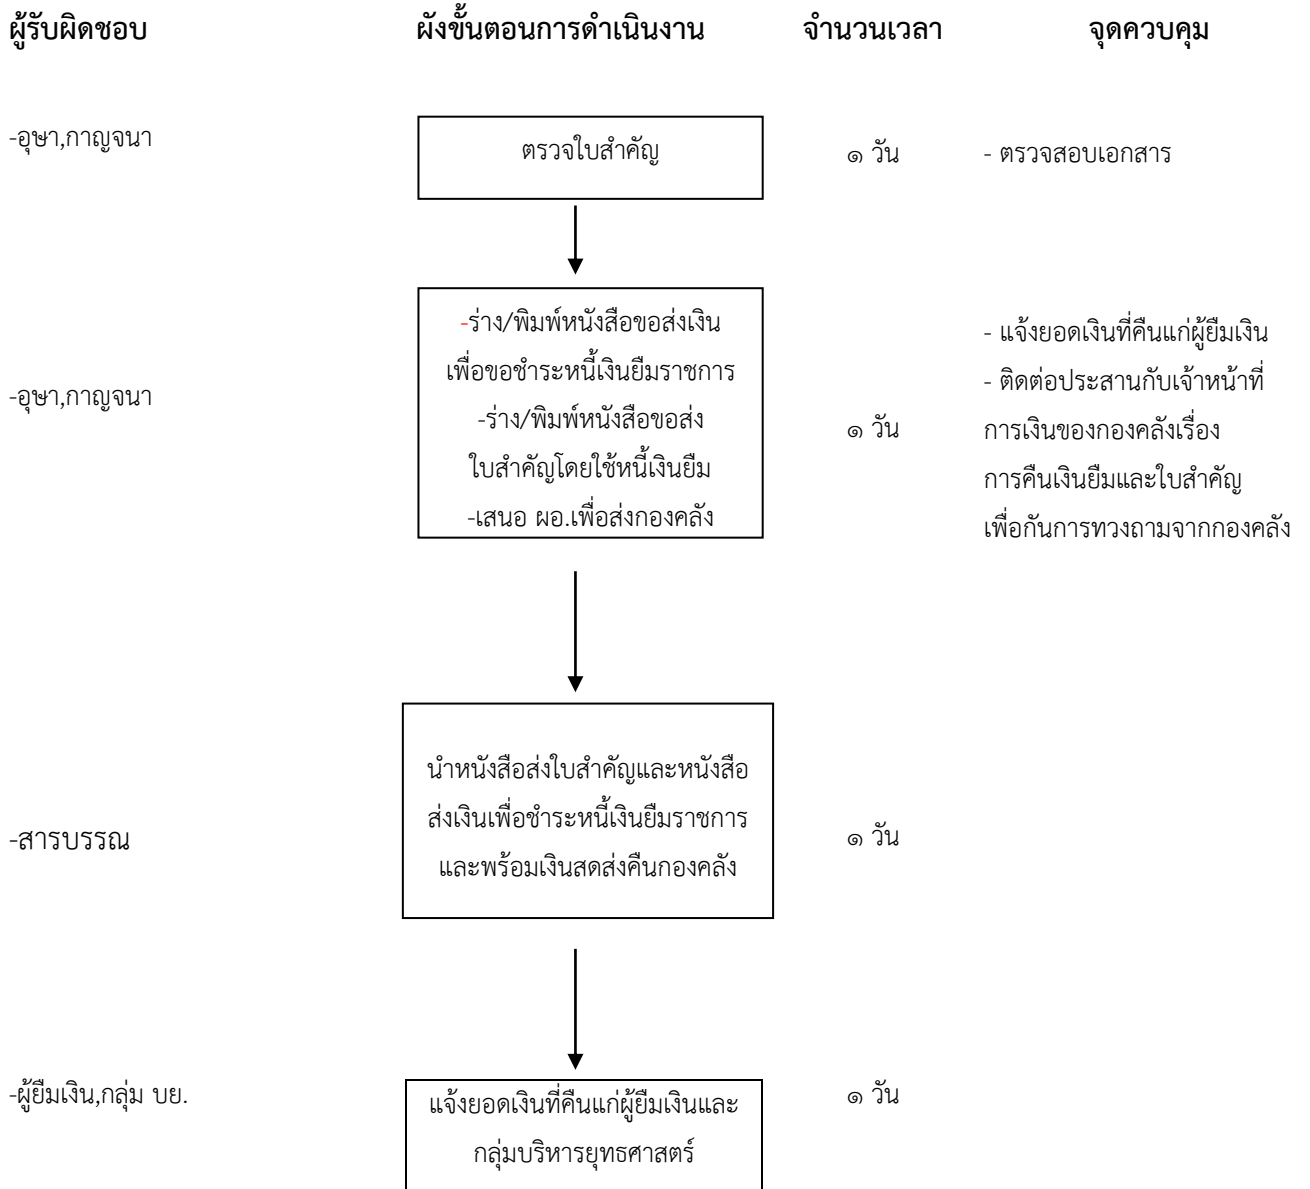 ผู้รับผิดชอบ ผังขั้นตอนการดำเนินงาน จำนวนเวลา จุดควบคุม
-อุษา,กาญจนา
ตรวจใบสำคัญ
๑ วัน
- ตรวจสอบเอกสาร
-อุษา,กาญจนา
-ร่าง/พิมพ์หนังสือขอส่งเงิน
เพื่อขอชำระหนี้เงินยืมราชการ
-ร่าง/พิมพ์หนังสือขอส่ง
ใบสำคัญโดยใช้หนี้เงินยืม
-เสนอ ผอ.เพื่อส่งกองคลัง
๑ วัน
- แจ้งยอดเงินที่คืนแก่ผู้ยืมเงิน
- ติดต่อประสานกับเจ้าหน้าที่
การเงินของกองคลังเรื่อง
การคืนเงินยืมและใบสำคัญ
เพื่อกันการทวงถามจากกองคลัง
-สารบรรณ
นำหนังสือส่งใบสำคัญและหนังสือ
ส่งเงินเพื่อชำระหนี้เงินยืมราชการ
และพร้อมเงินสดส่งคืนกองคลัง
๑ วัน
-ผู้ยืมเงิน,กลุ่ม บย.
แจ้งยอดเงินที่คืนแก่ผู้ยืมเงินและ
กลุ่มบริหารยุทธศาสตร์
๑ วัน